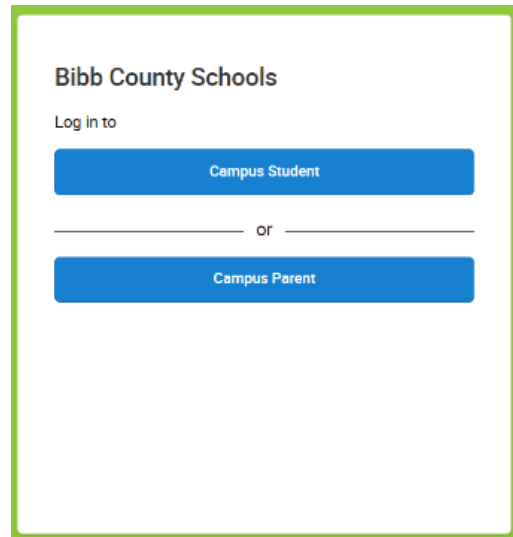 Bibb County Schools
Log in to
Campus Student
or
Campus Parent